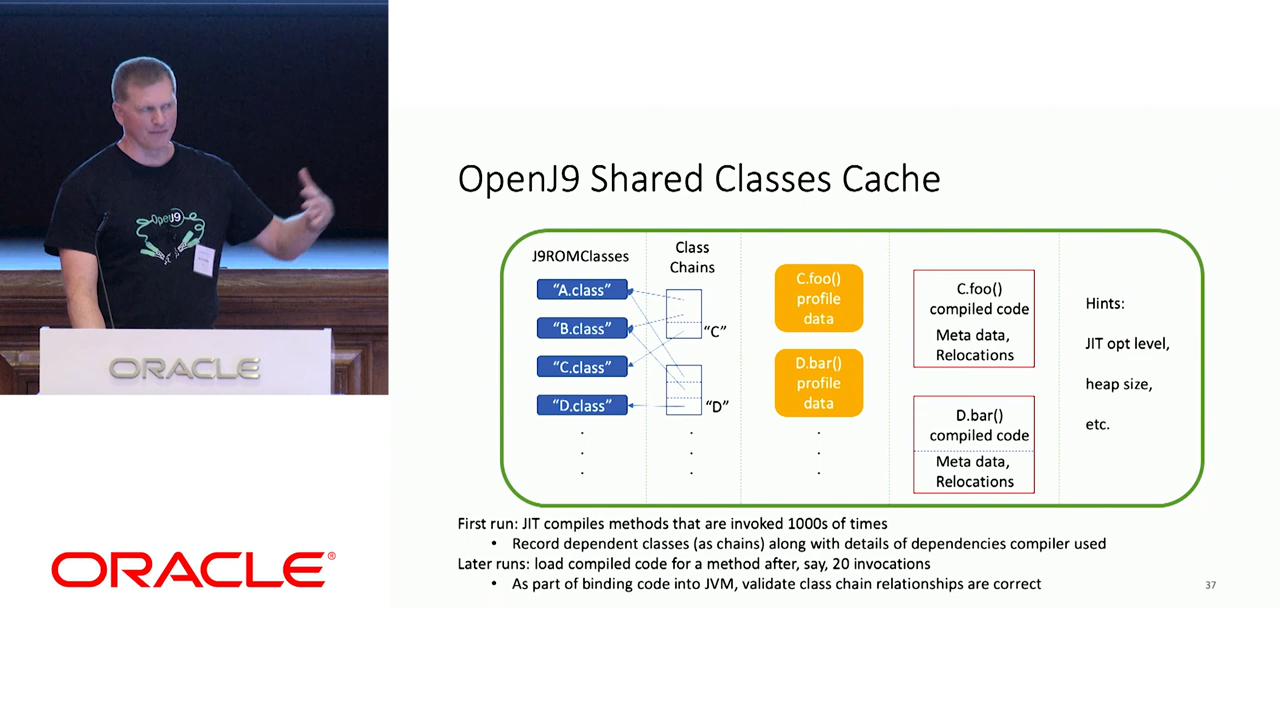 OpenJ9
ORACLE
ORACLE®
OpenJ9 Shared Classes Cache
J9ROMClasses
"A.class"
"B.class"
"C.class"
"D.class"
Class
Chains
"C"
"D"
C.foo()
profile
data
D.bar()
profile
data
C.foo()
compiled code
Meta data,
Relocations
D.bar()
compiled code
Meta data,
Relocations
Hints:
JIT opt level,
heap size,
etc.
First run: JIT compiles methods that are invoked 1000s of times
• Record dependent classes (as chains) along with details of dependencies compiler used
Later runs: load compiled code for a method after, say, 20 invocations
• As part of binding code into JVM, validate class chain relationships are correct
37